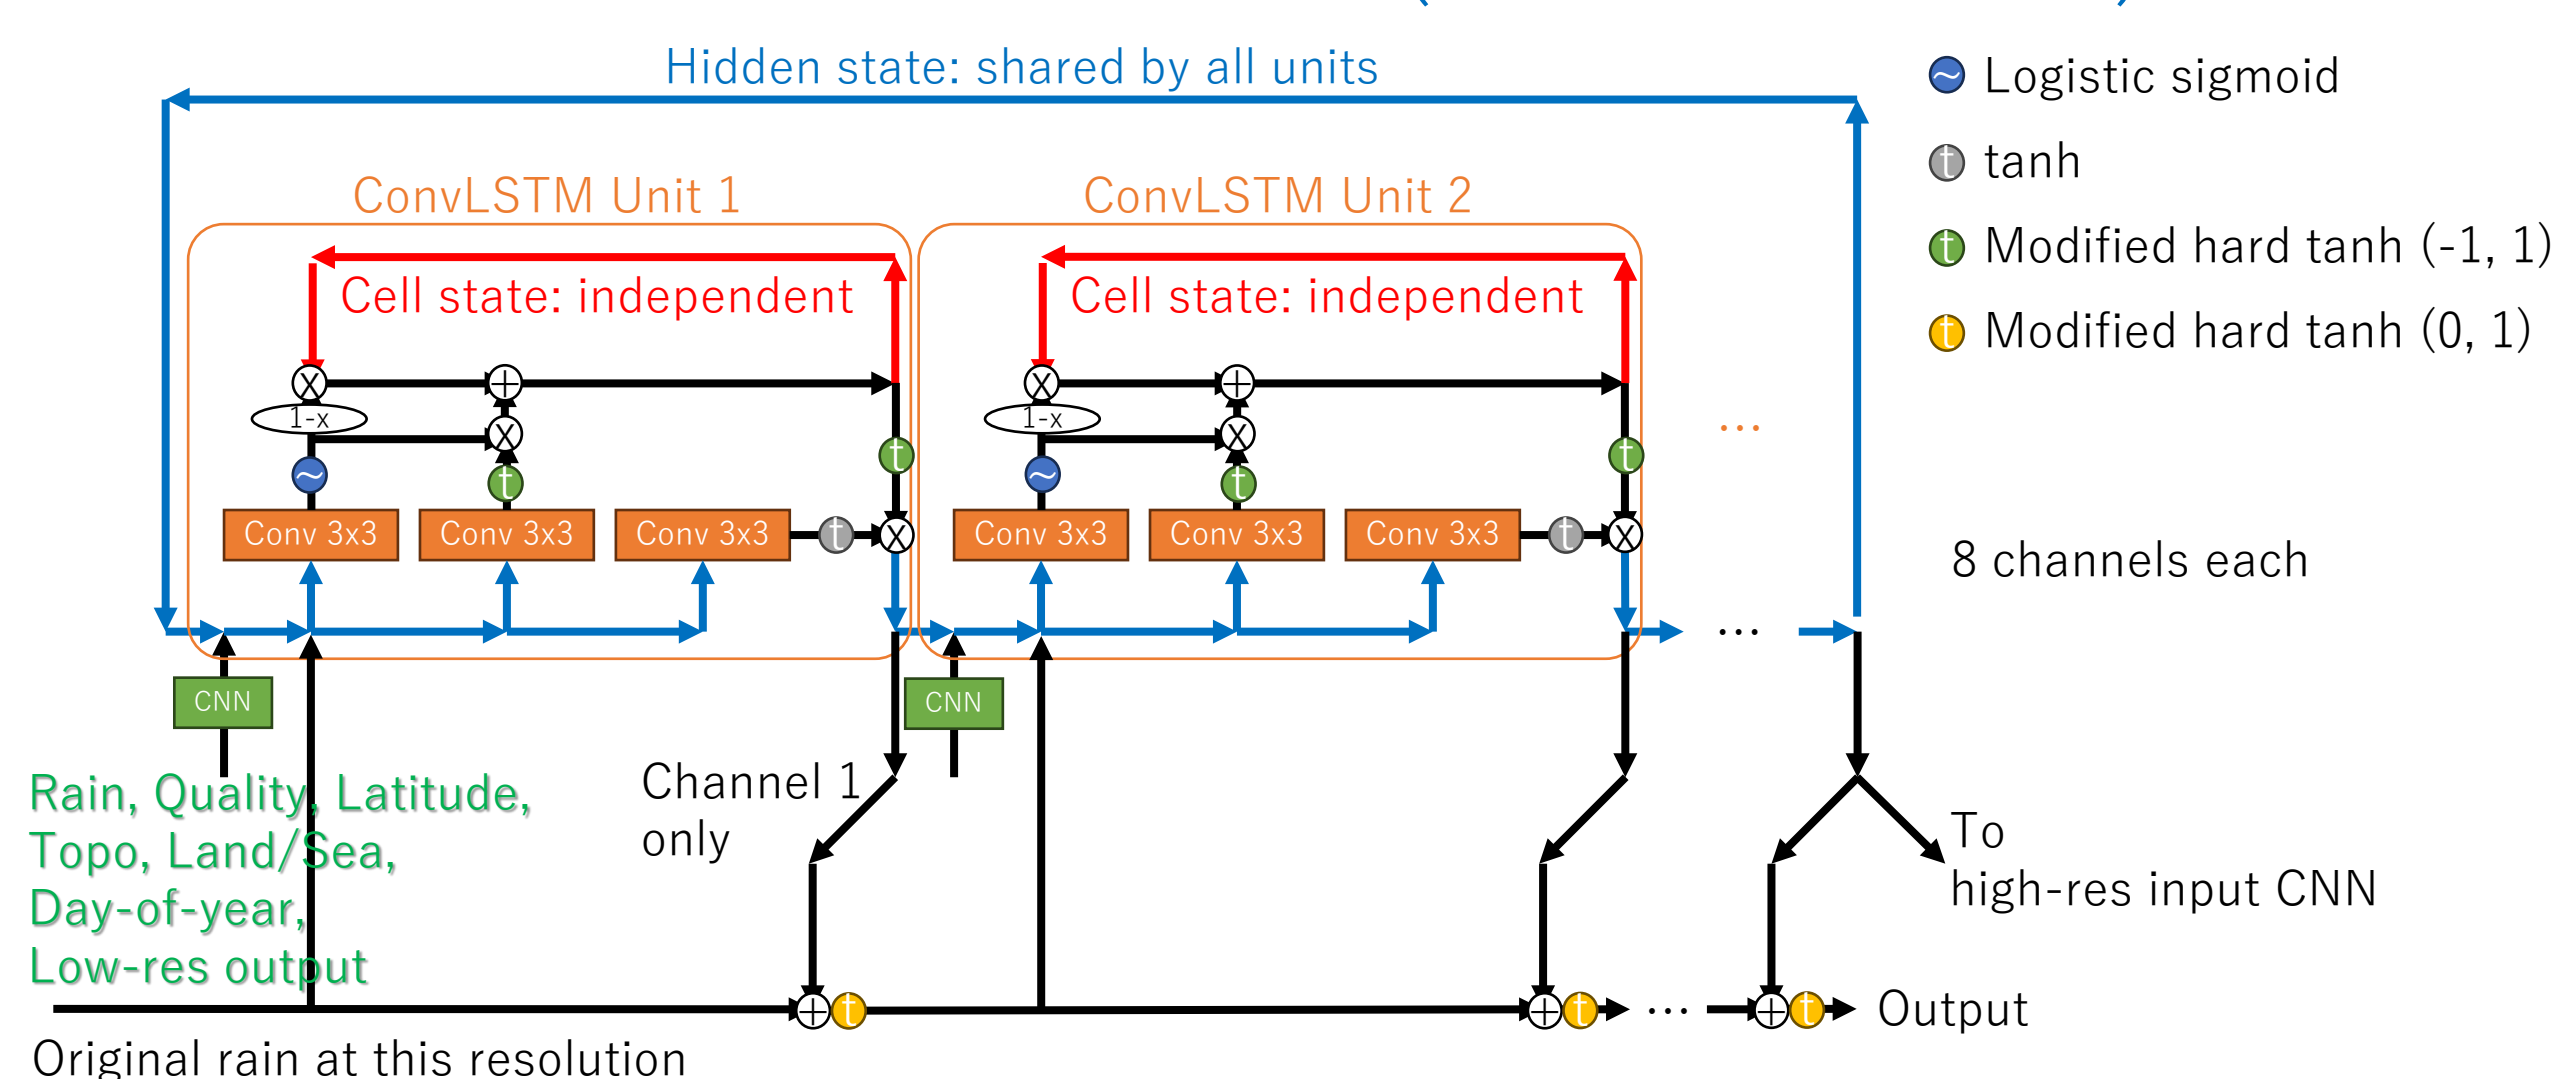 Hidden state: shared by all units
~ Logistic sigmoid
t tanh
t Modified hard tanh (-1, 1)
t Modified hard tanh (0, 1)
ConvLSTM Unit 1
ConvLSTM Unit 2
Cell state: independent
Cell state: independent
X +
X +
1-x
X
1-x
X
...
t
t
~
t
~
t
Conv 3x3
Conv 3x3
Conv 3x3
t
X
Conv 3x3
Conv 3x3
Conv 3x3
t
X
8 channels each
...
CNN
CNN
Rain, Quality, Latitude,
Topo, Land/Sea,
Day-of-year,
Low-res output
Channel 1
only
To
high-res input CNN
+ t
+ t
...
+ t
Output
Original rain at this resolution